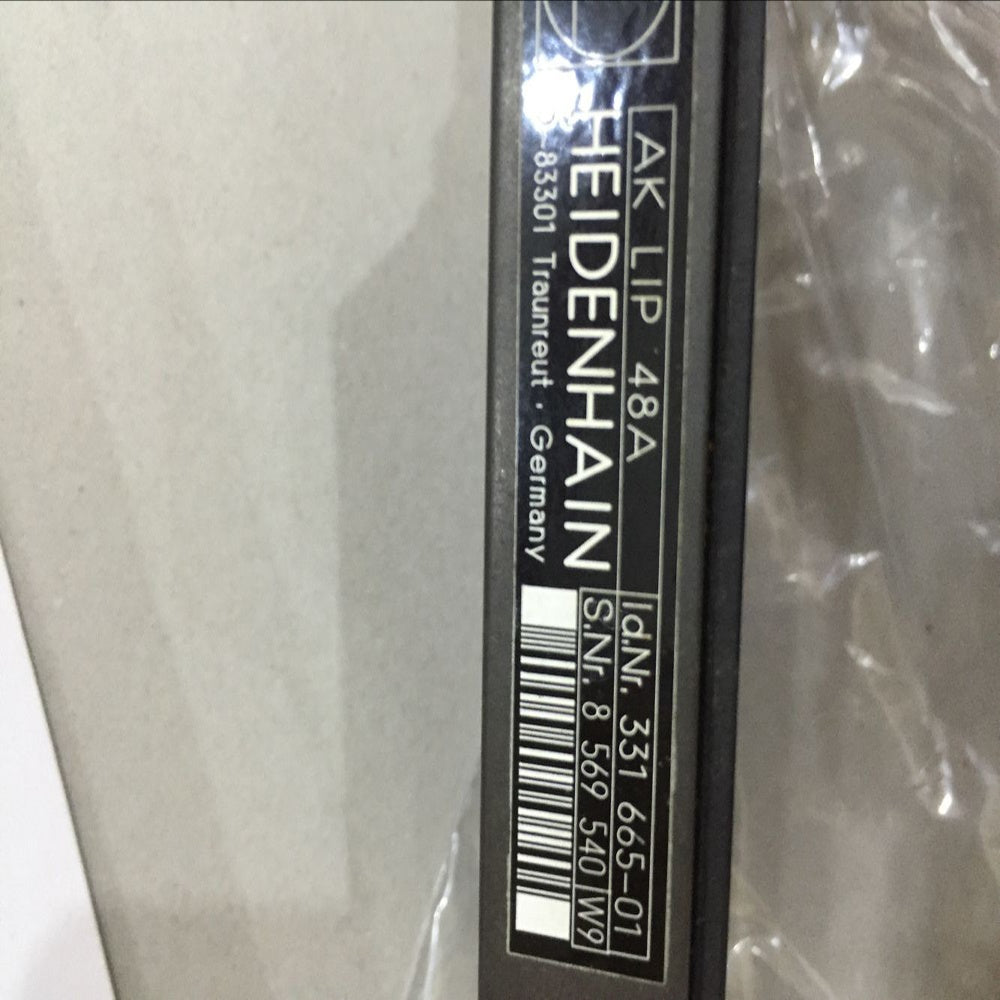 AK LIP 48A
HEIDENHAIN
-83301 Traunreut · Germany
Id.Nr. 331 665-01
S.Nr. 8 569 540 W9